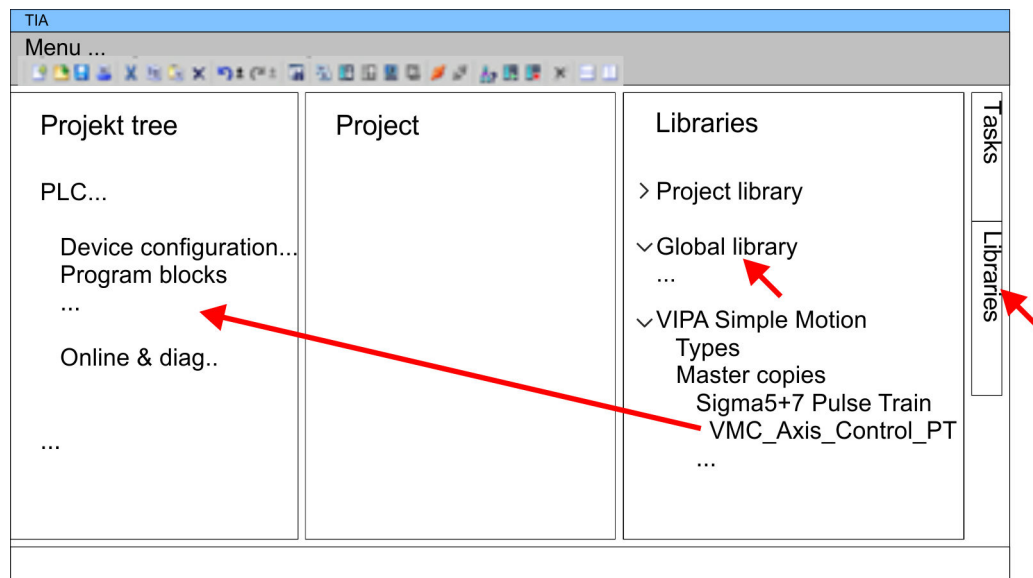 TIA
Menu ...
Projekt tree
PLC...
Device configuration...
Program blocks
...
Online & diag..
...
Project
Libraries
Project library
Global library
...
VIPA Simple Motion
Types
Master copies
Sigma5+7 Pulse Train
VMC_Axis_Control_PT
...
Tasks
Libraries